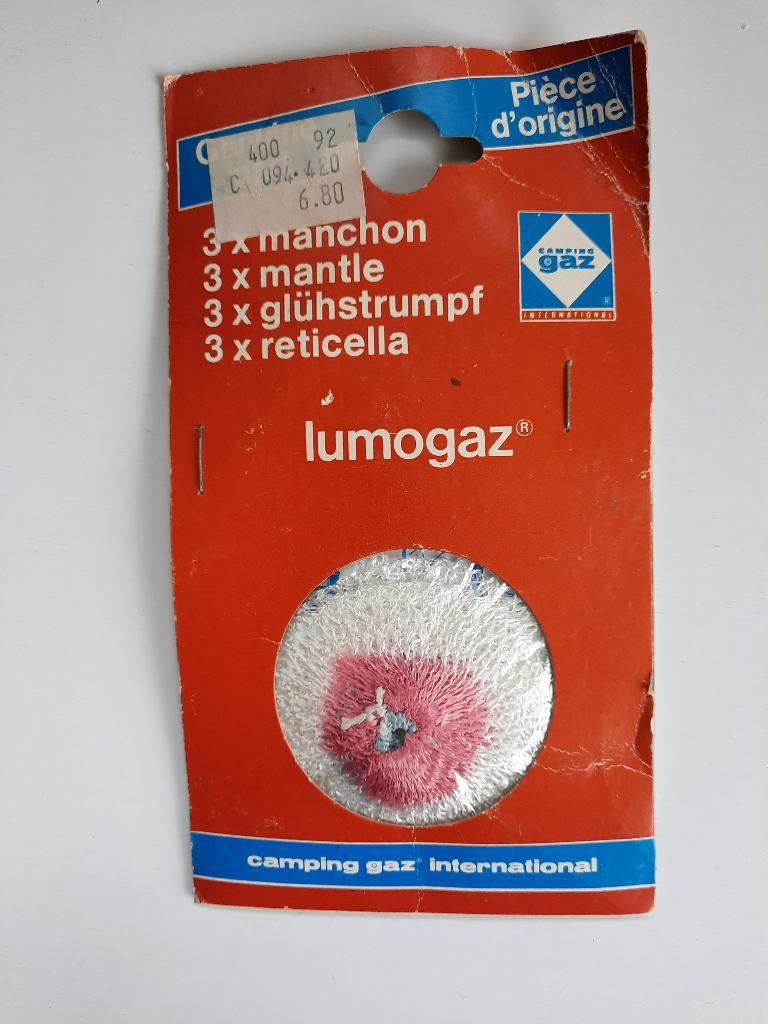 Pièce
d'origine
400 92
C 094.420
6.80
3 x manchon
3 x mantle
3 x glühstrumpf
3 x reticella
CAMPING
gaz
®
INTERNATIONAL
lumogaz®
camping gaz® international